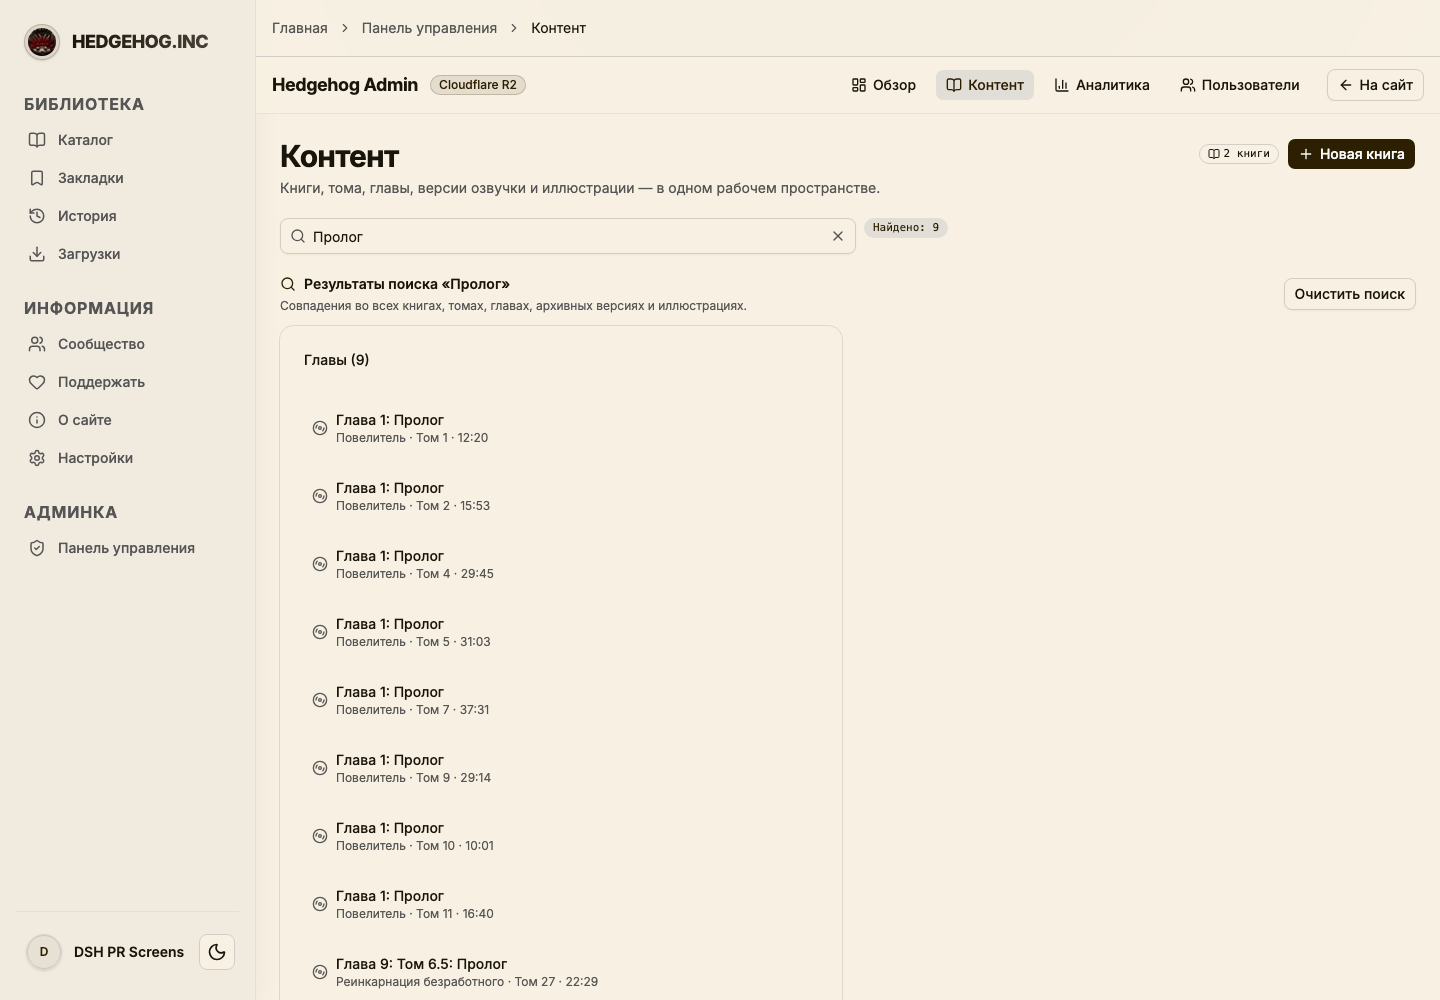 HEDGEHOG.INC
БИБЛИОТЕКА
Каталог
Закладки
История
Загрузки
ИНФОРМАЦИЯ
Сообщество
Поддержать
О сайте
Настройки
АДМИНКА
Панель управления
D
DSH PR Screens
Главная > Панель управления > Контент
Hedgehog Admin Cloudflare R2
Обзор Контент Аналитика Пользователи На сайт
Контент
2 книги
Новая книга
Книги, тома, главы, версии озвучки и иллюстрации — в одном рабочем пространстве.
Пролог
Найдено: 9
Результаты поиска «Пролог»
Совпадения во всех книгах, томах, главах, архивных версиях и иллюстрациях.
Очистить поиск
Главы (9)
Глава 1: Пролог
Повелитель · Том 1 · 12:20
Глава 1: Пролог
Повелитель · Том 2 · 15:53
Глава 1: Пролог
Повелитель · Том 4 · 29:45
Глава 1: Пролог
Повелитель · Том 5 · 31:03
Глава 1: Пролог
Повелитель · Том 7 · 37:31
Глава 1: Пролог
Повелитель · Том 9 · 29:14
Глава 1: Пролог
Повелитель · Том 10 · 10:01
Глава 1: Пролог
Повелитель · Том 11 · 16:40
Глава 9: Том 6.5: Пролог
Реинкарнация безработного · Том 27 · 22:29